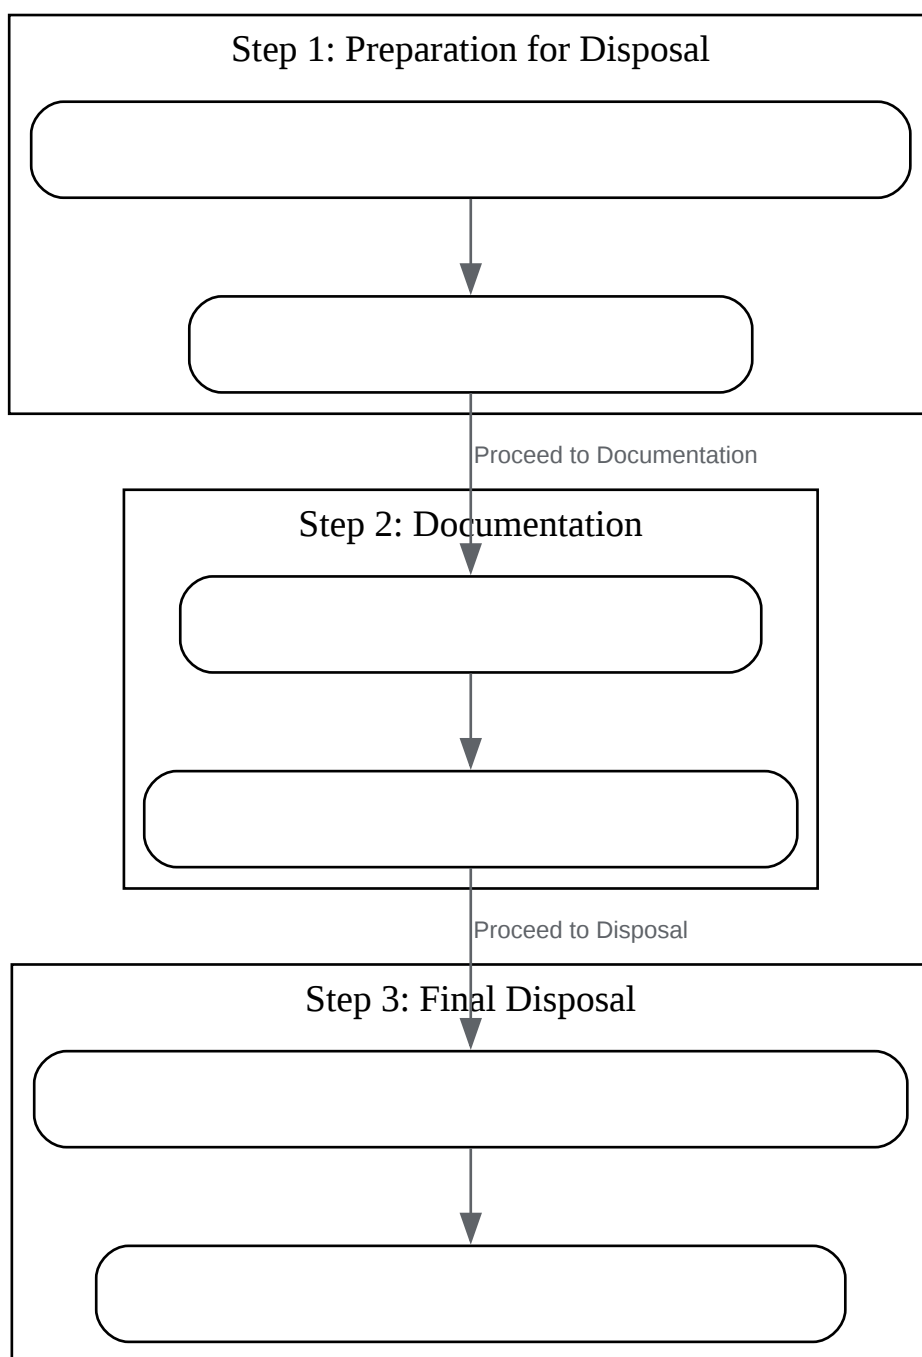 Step 1: Preparation for Disposal
Proceed to Documentation
Step 2: Documentation
Proceed to Disposal
Step 3: Final Disposal